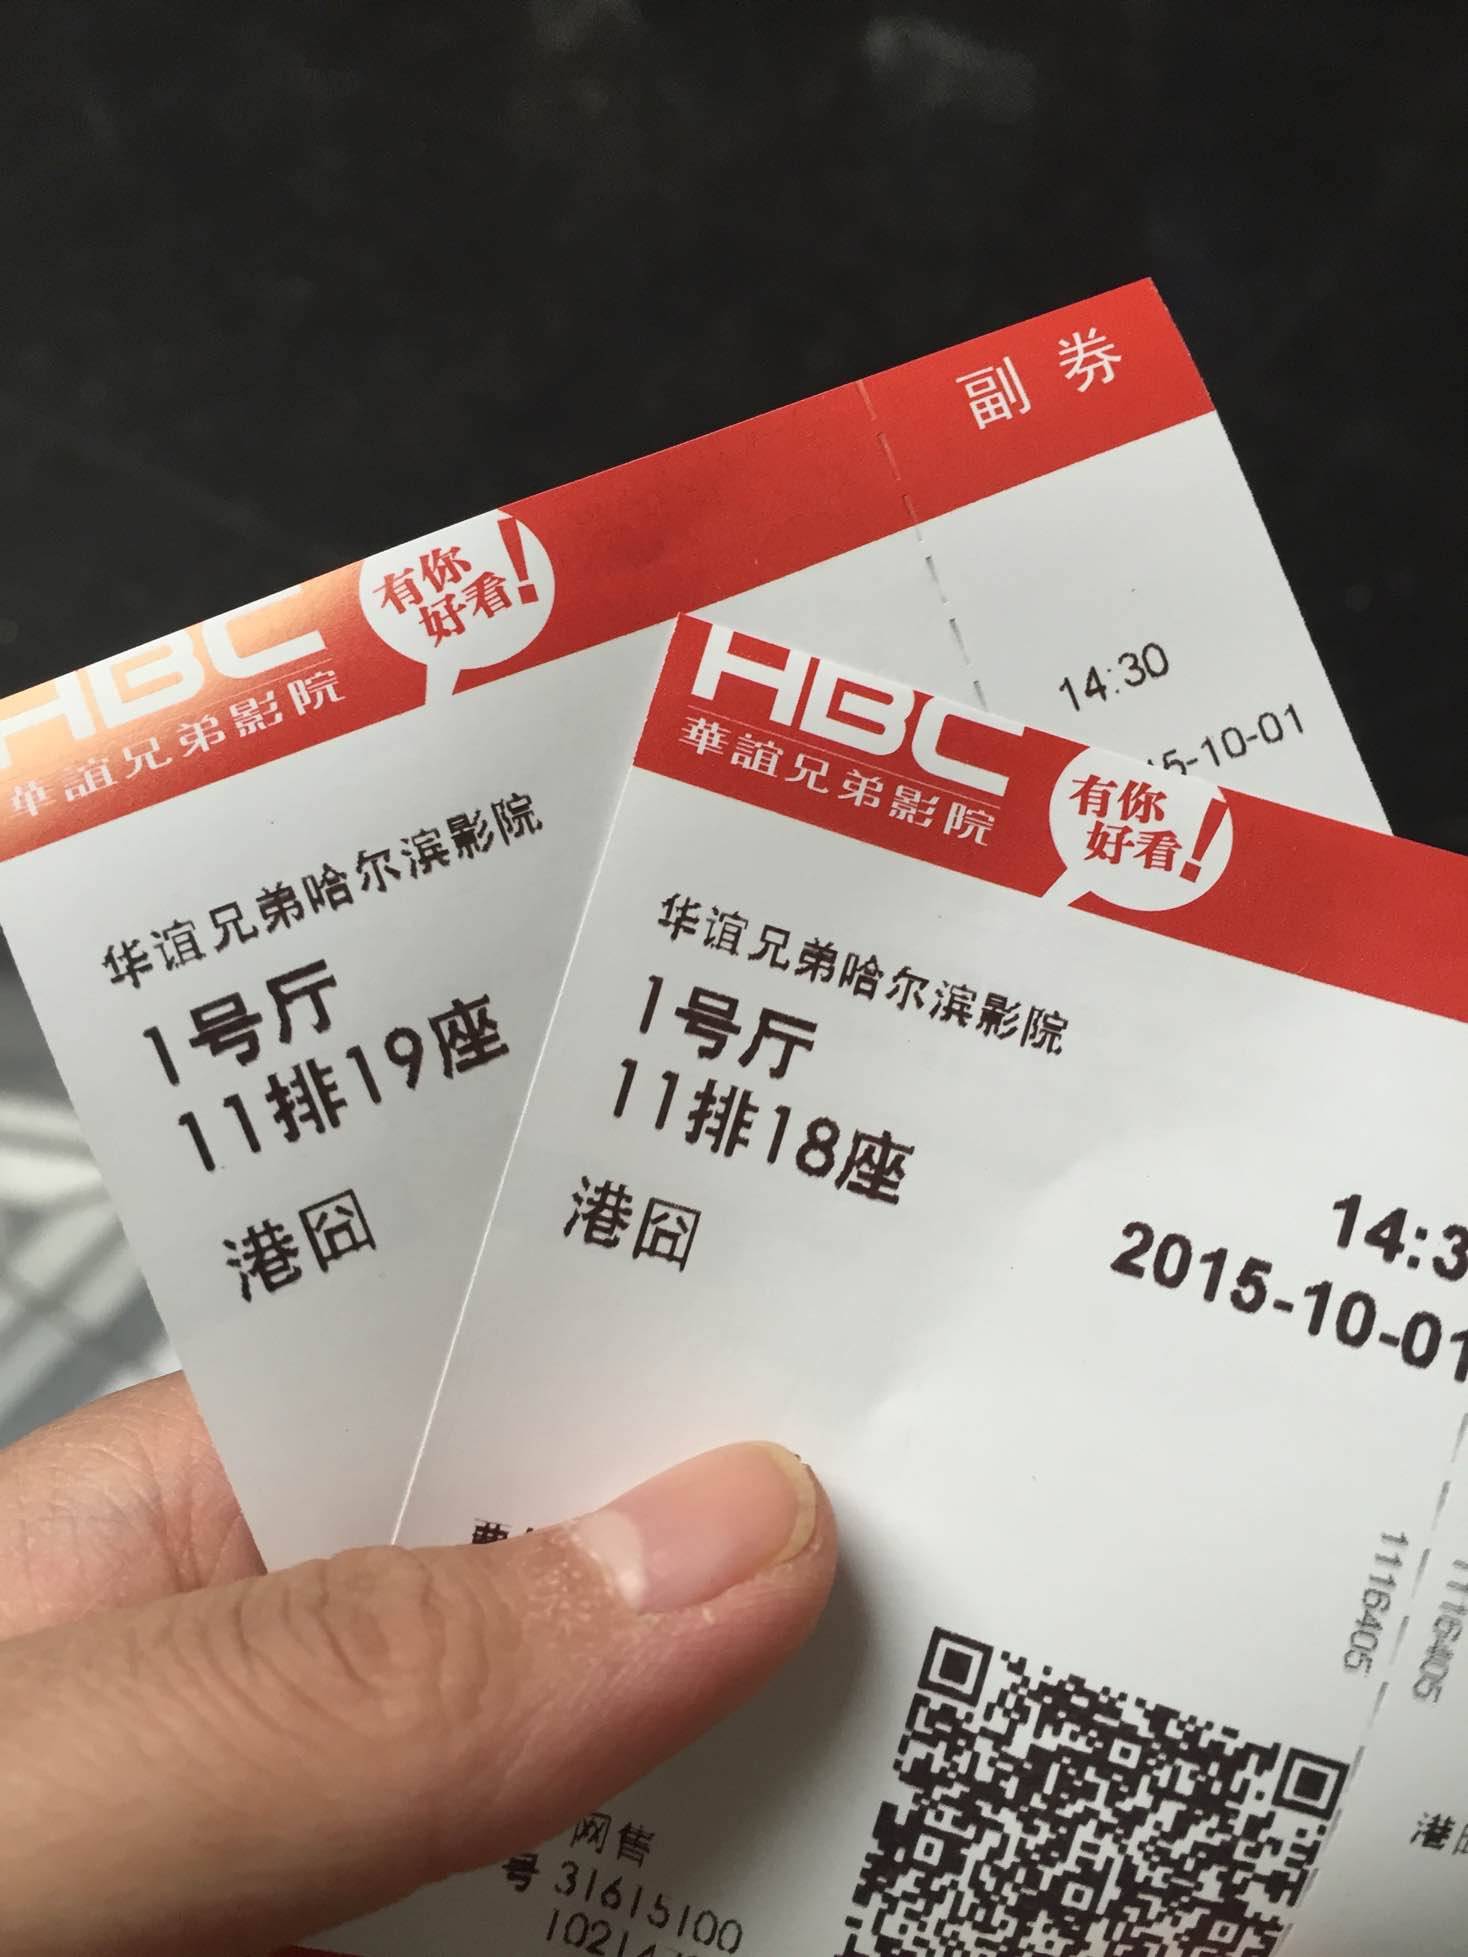 副 券
有你
好看!
HBC
華誼兄弟影院
14:30
15-10-01
华谊兄弟哈尔滨影院
1号厅
11排19座
港囧
HBC
華誼兄弟影院
有你
好看!
华谊兄弟哈尔滨影院
1号厅
11排18座
港囧
14:3
2015-10-01
1116405
1116405
港囧
网售
号 31615100
10214